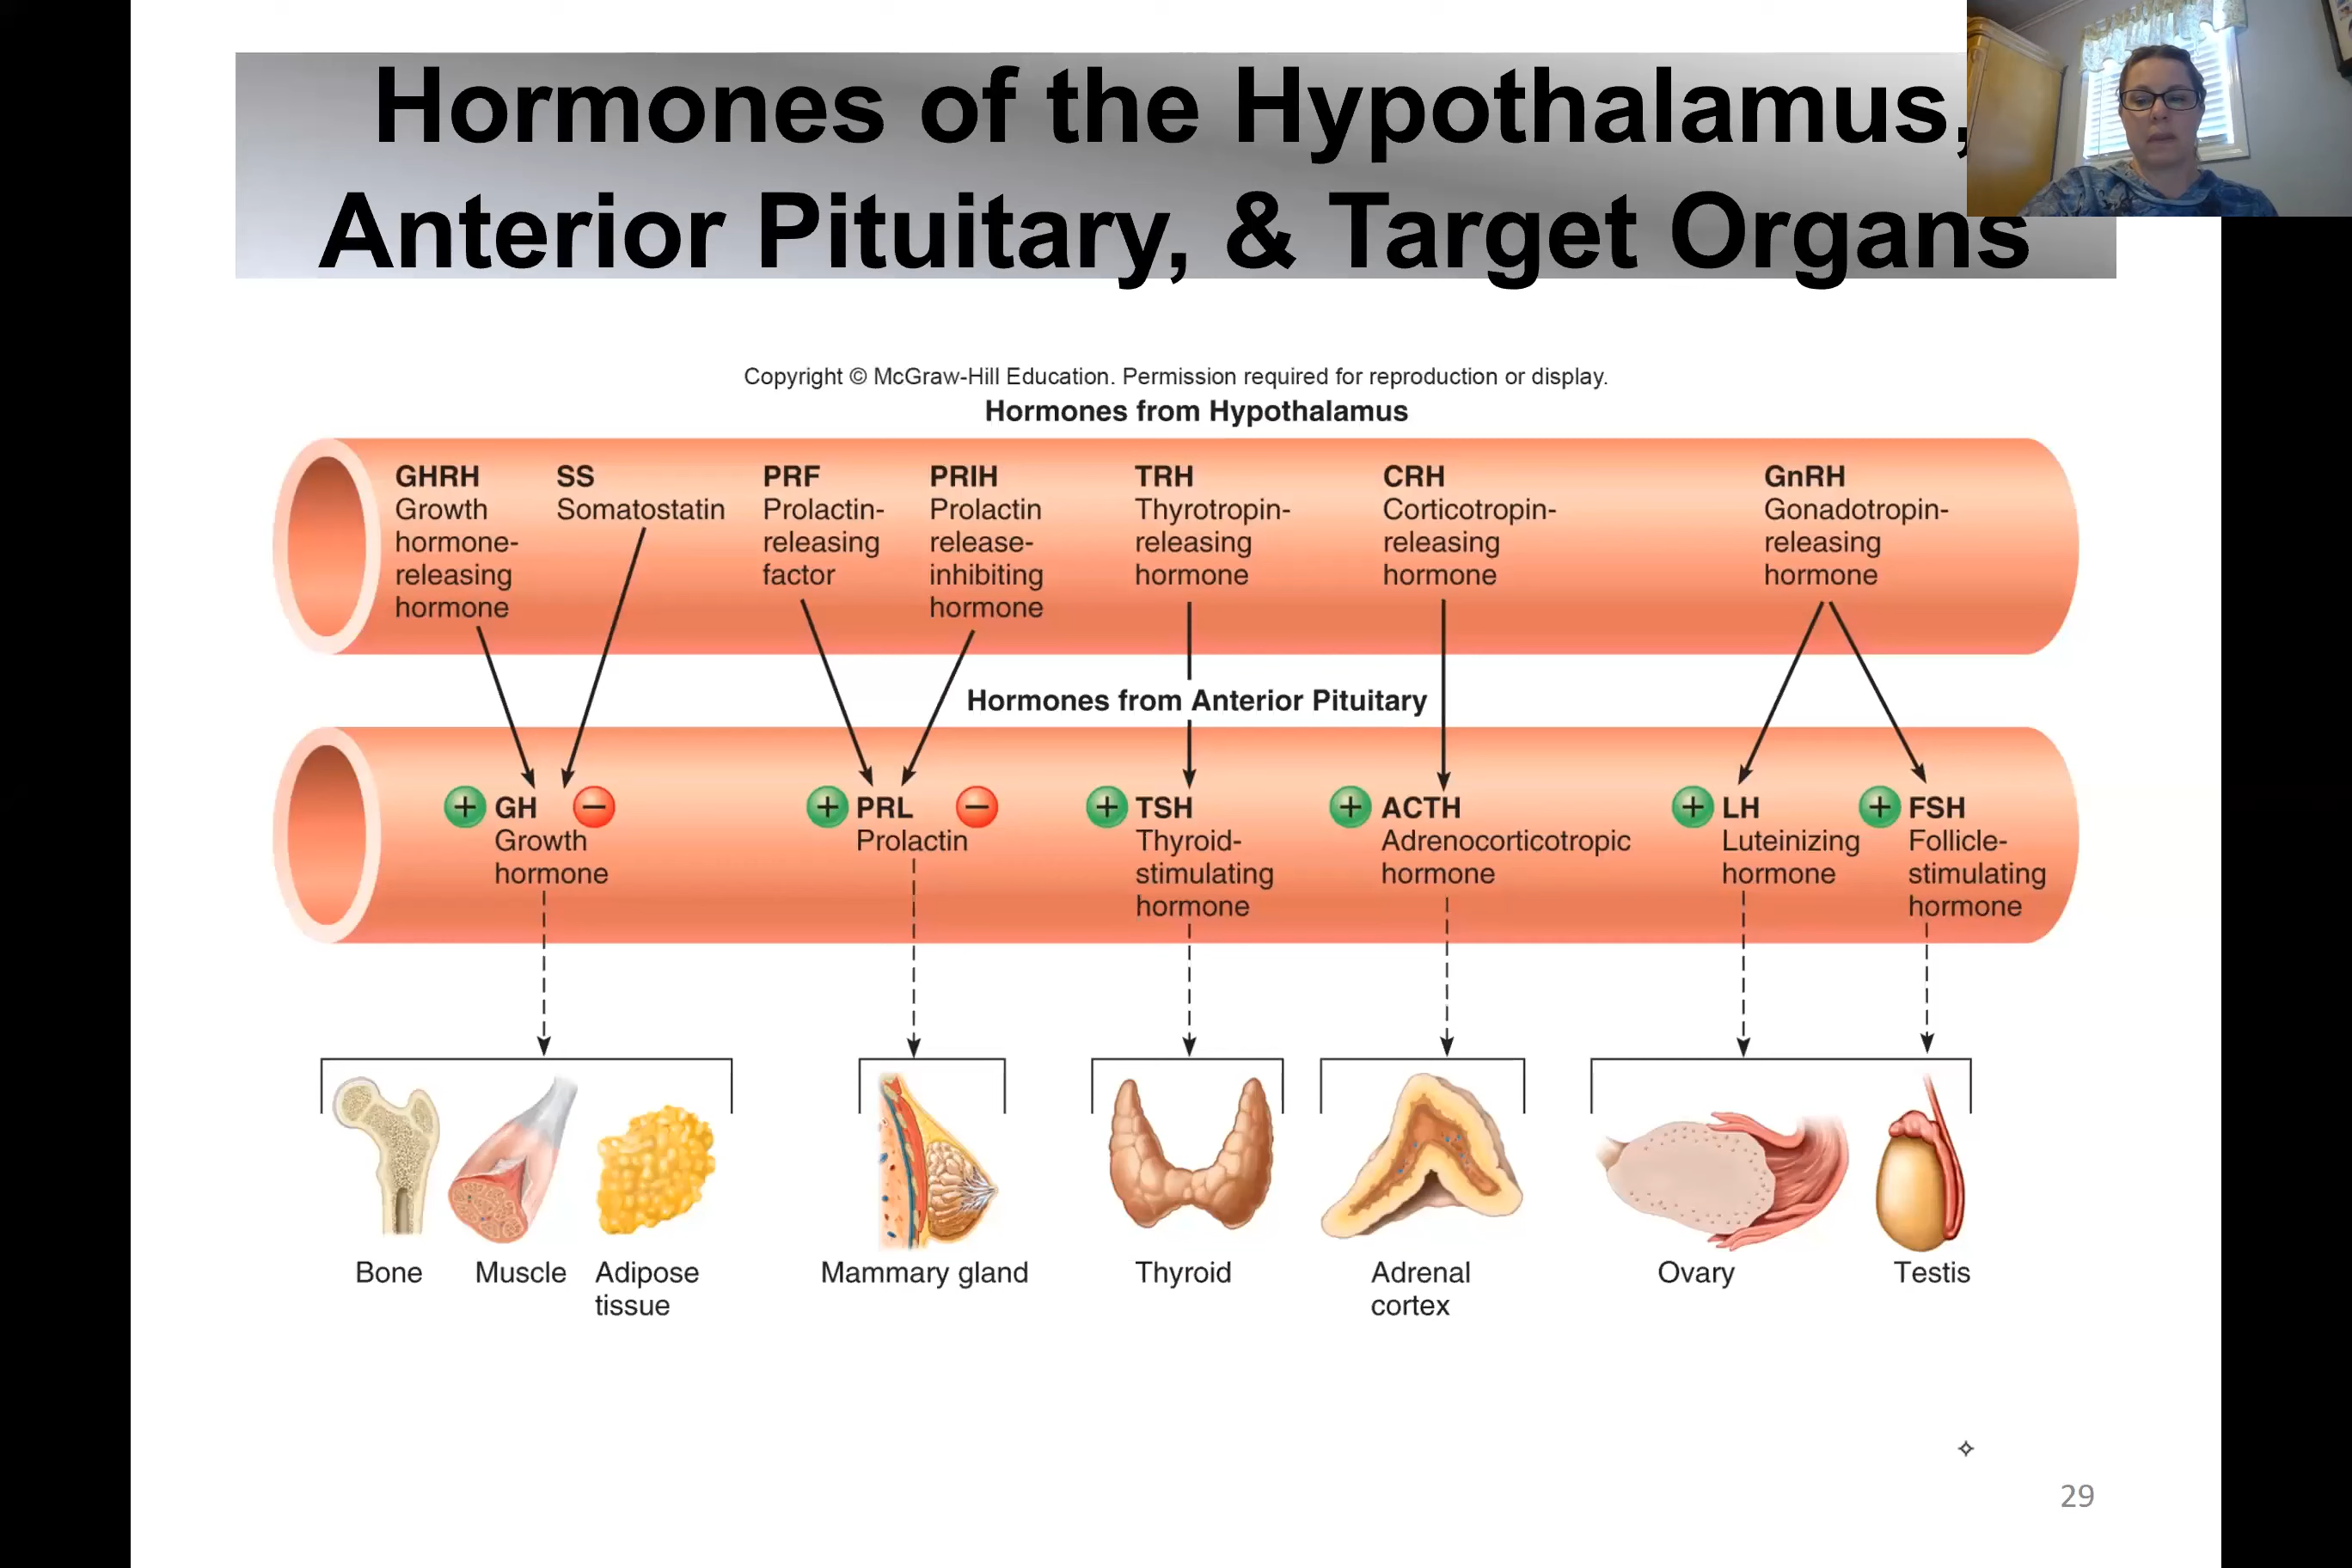 Hormones of the Hypothalamus,
Anterior Pituitary, & Target Organs
Copyright © McGraw-Hill Education. Permission required for reproduction or display.
Hormones from Hypothalamus
GHRH
Growth
hormone-
releasing
hormone
SS
Somatostatin
PRF
Prolactin-
releasing
factor
PRIH
Prolactin
release-
inhibiting
hormone
TRH
Thyrotropin-
releasing
hormone
CRH
Corticotropin-
releasing
hormone
GnRH
Gonadotropin-
releasing
hormone
Hormones from Anterior Pituitary
+ GH −
Growth
hormone
+ PRL −
Prolactin
+ TSH
Thyroid-
stimulating
hormone
+ ACTH
Adrenocorticotropic
hormone
+ LH
Luteinizing
hormone
+ FSH
Follicle-
stimulating
hormone
Bone
Muscle
Adipose
tissue
Mammary gland
Thyroid
Adrenal
cortex
Ovary
Testis
29